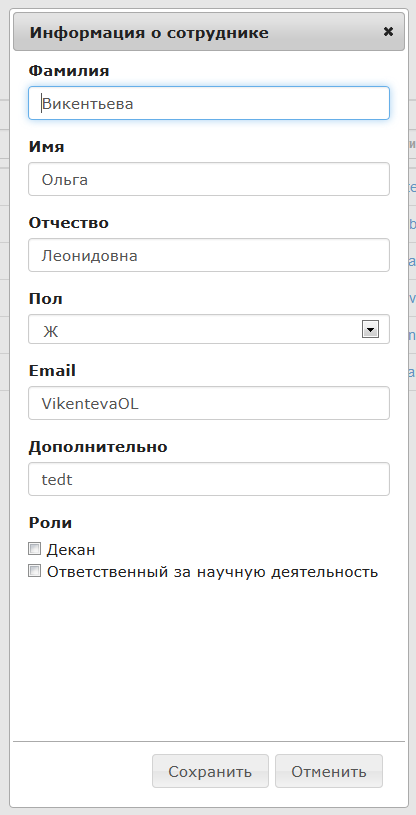 Информация о сотруднике
Фамилия
Викентьева
Имя
Ольга
Отчество
Леонидовна
Пол
Ж
Email
VikentevaOL
Дополнительно
tedt
Роли
Декан
Ответственный за научную деятельность
Сохранить Отменить